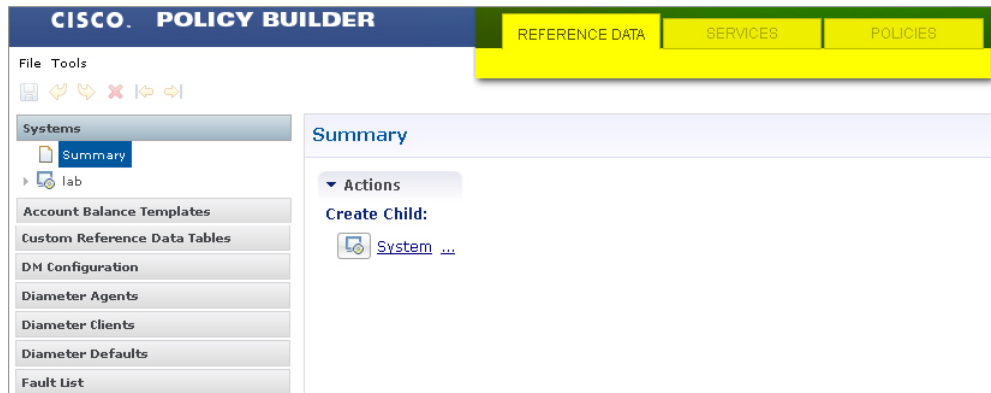 CISCO. POLICY BUILDER
REFERENCE DATA SERVICES POLICIES
File Tools
Systems
Summary
lab
Account Balance Templates
Custom Reference Data Tables
DM Configuration
Diameter Agents
Diameter Clients
Diameter Defaults
Fault List
Summary
Actions
Create Child:
System ...